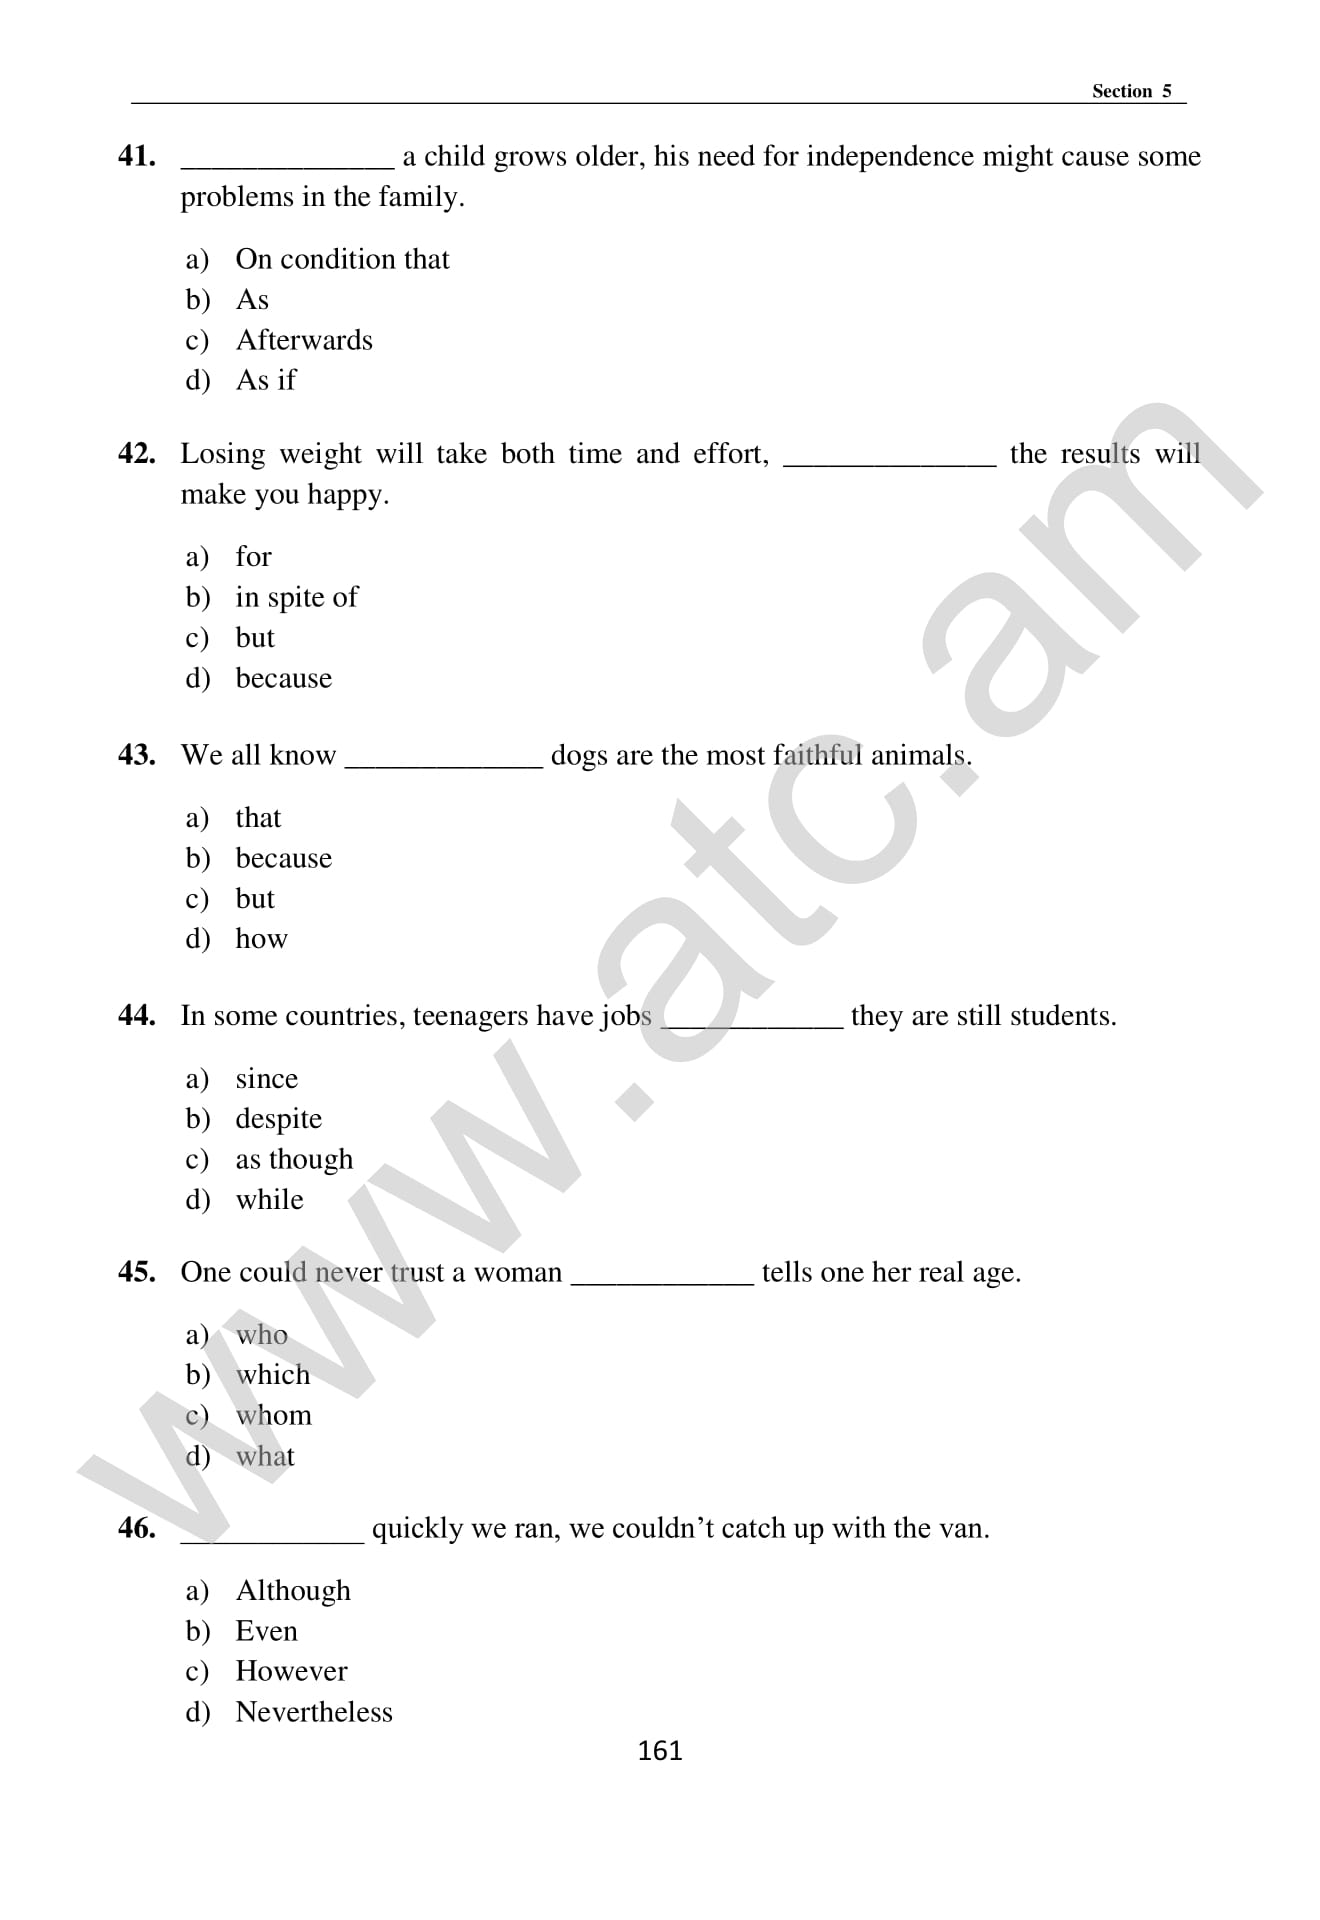 Section 5
41. ______________ a child grows older, his need for independence might cause some
problems in the family.
a) On condition that
b) As
c) Afterwards
d) As if
42. Losing weight will take both time and effort, ______________ the results will
make you happy.
a) for
b) in spite of
c) but
d) because
43. We all know _____________ dogs are the most faithful animals.
a) that
b) because
c) but
d) how
44. In some countries, teenagers have jobs ____________ they are still students.
a) since
b) despite
c) as though
d) while
45. One could never trust a woman ____________ tells one her real age.
a) who
b) which
c) whom
d) what
46. ____________ quickly we ran, we couldn’t catch up with the van.
a) Although
b) Even
c) However
d) Nevertheless
161
www.atc.am